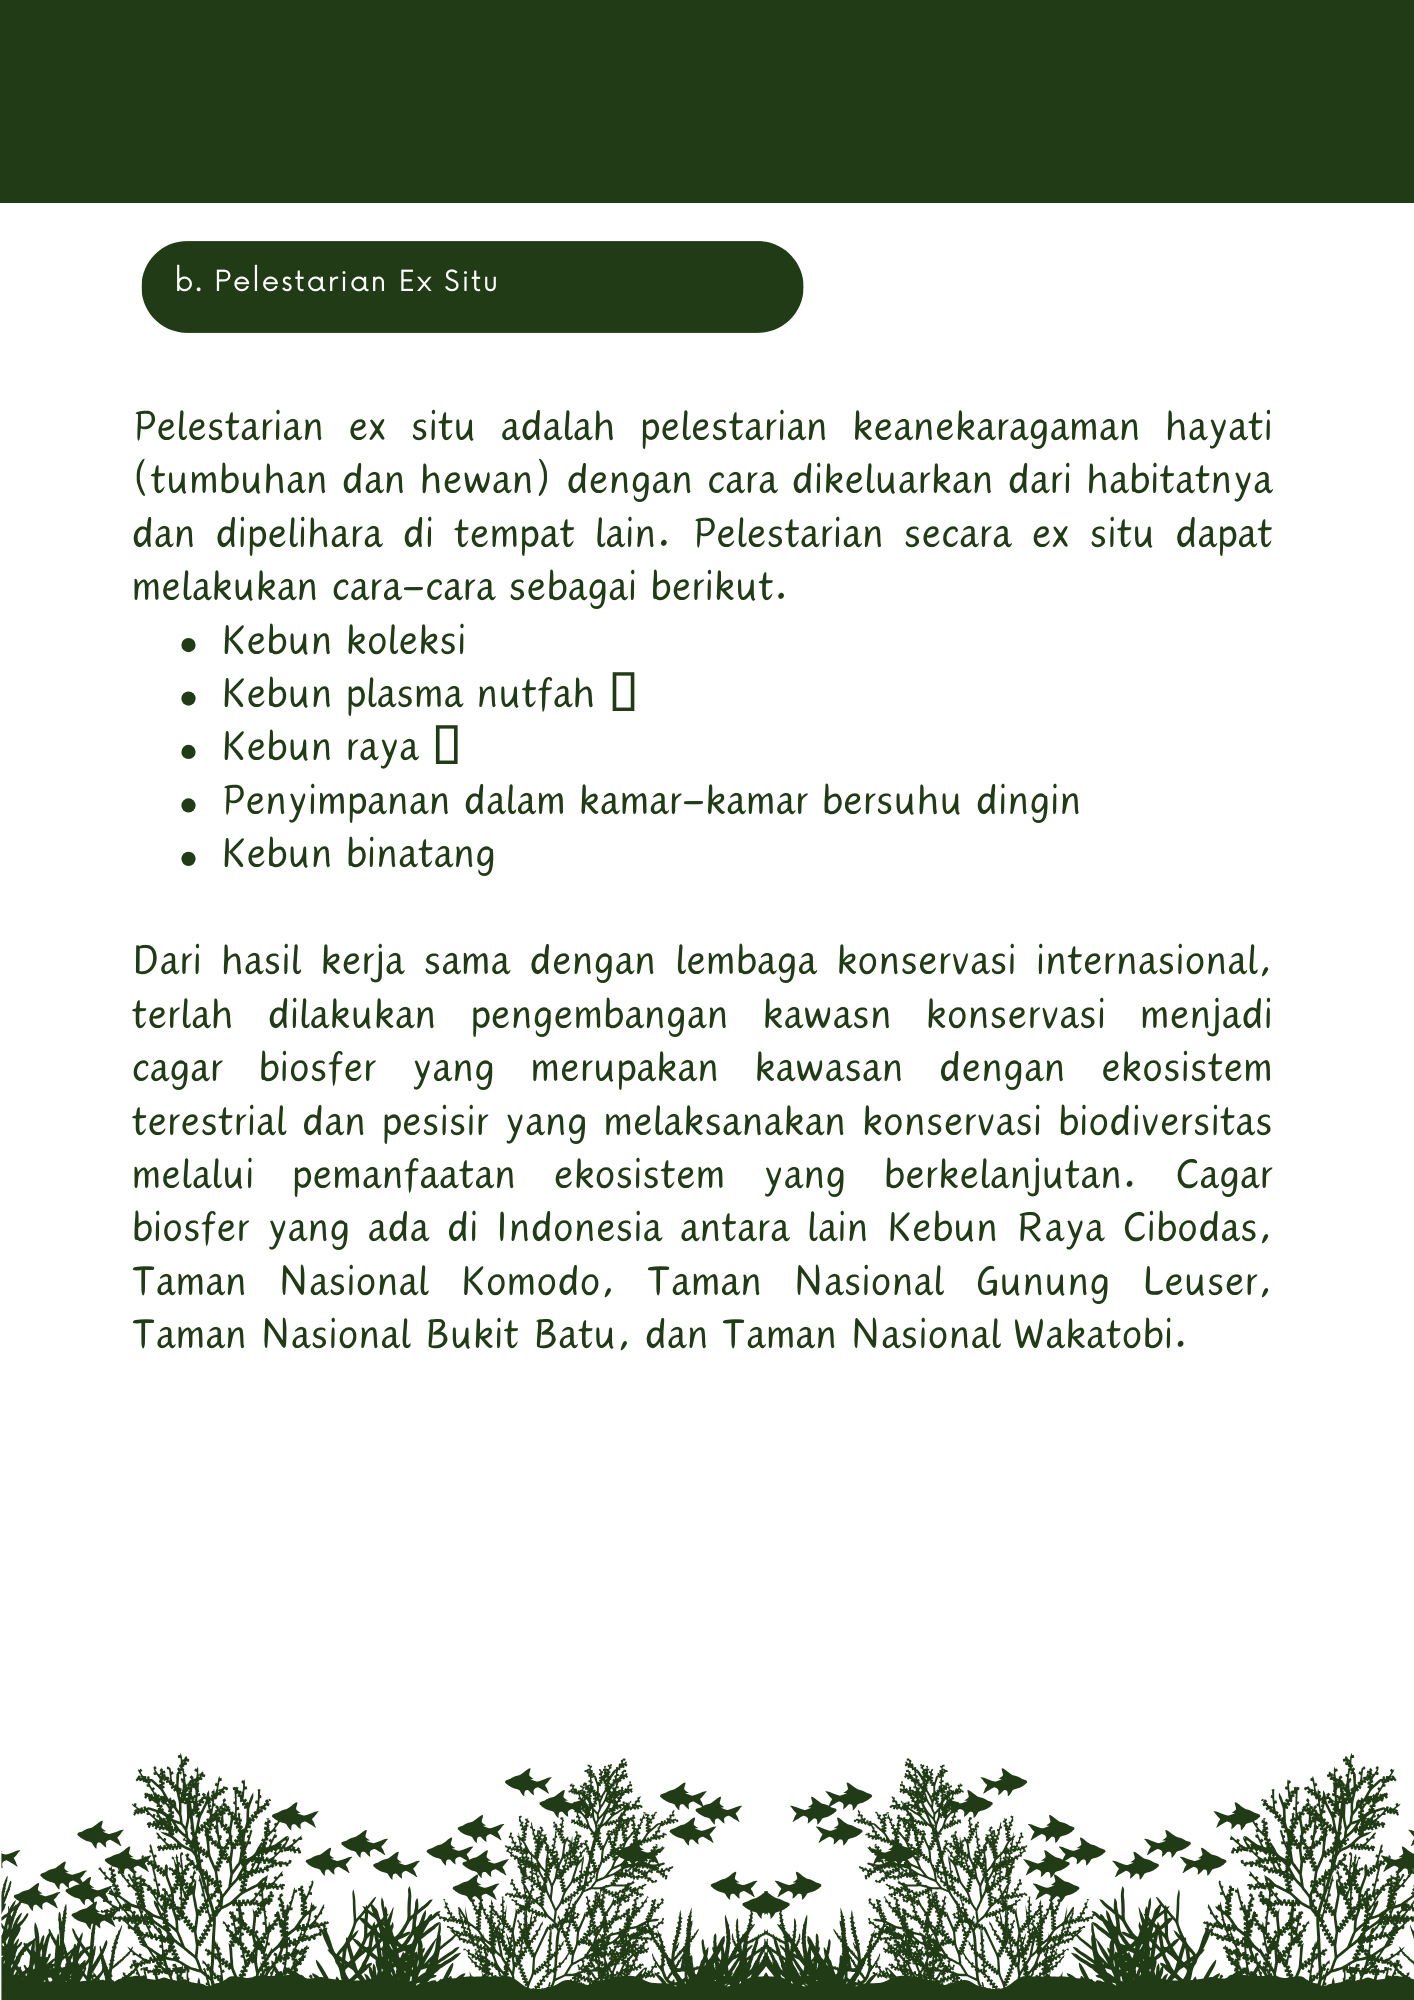 b. Pelestarian Ex Situ
Pelestarian ex situ adalah pelestarian keanekaragaman hayati
(tumbuhan dan hewan) dengan cara dikeluarkan dari habitatnya
dan dipelihara di tempat lain. Pelestarian secara ex situ dapat
melakukan cara-cara sebagai berikut.
• Kebun koleksi
• Kebun plasma nutfah 
• Kebun raya 
• Penyimpanan dalam kamar-kamar bersuhu dingin
• Kebun binatang
Dari hasil kerja sama dengan lembaga konservasi internasional,
terlah dilakukan pengembangan kawasn konservasi menjadi
cagar biosfer yang merupakan kawasan dengan ekosistem
terestrial dan pesisir yang melaksanakan konservasi biodiversitas
melalui pemanfaatan ekosistem yang berkelanjutan. Cagar
biosfer yang ada di Indonesia antara lain Kebun Raya Cibodas,
Taman Nasional Komodo, Taman Nasional Gunung Leuser,
Taman Nasional Bukit Batu, dan Taman Nasional Wakatobi.